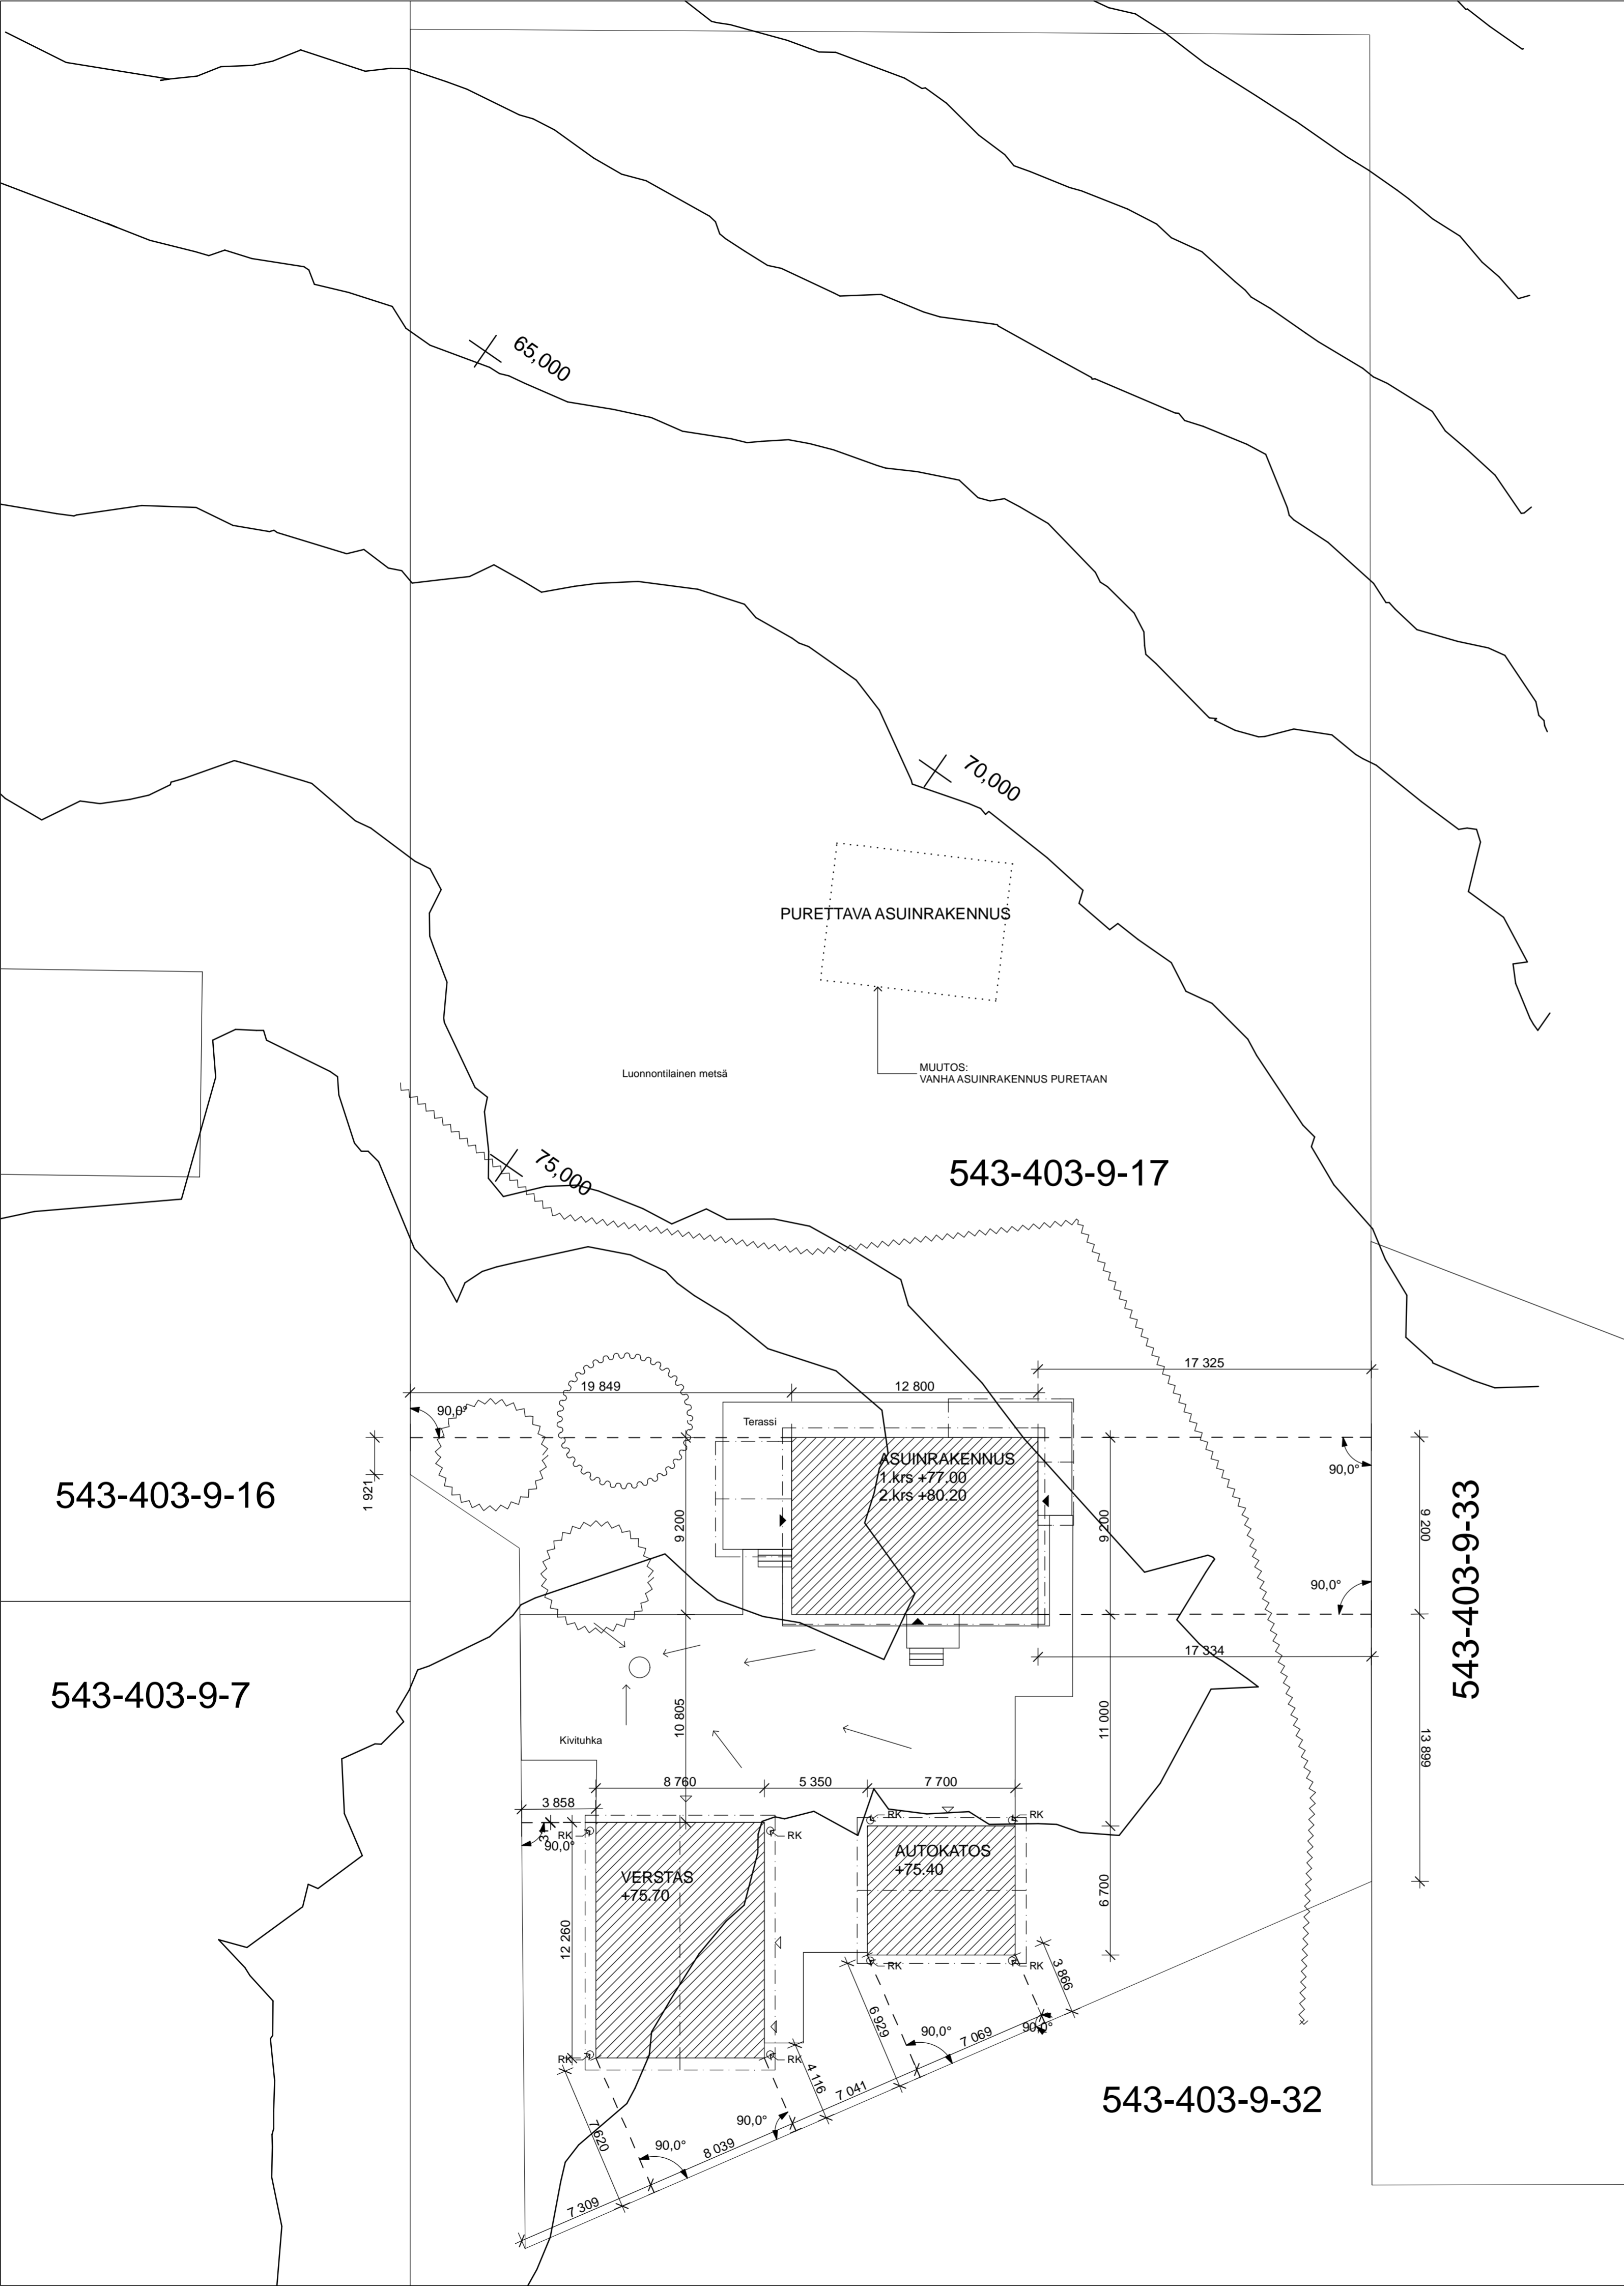 65,000
70,000
PURETTAVA ASUINRAKENNUS
MUUTOS:
VANHA ASUINRAKENNUS PURETAAN
Luonnontilainen metsä
75,000
543-403-9-17
17 325
19 849
12 800
90,0°
Terassi
ASUINRAKENNUS
1.krs +77.00
2.krs +80.20
90,0°
1 921
543-403-9-16
9 200
9 200
9 200
543-403-9-33
90,0°
17 334
543-403-9-7
10 805
11 000
13 899
Kivituhka
8 760
5 350
7 700
3 858
RK
RK
RK
RK
90,0°
AUTOKATOS
+75.40
VERSTAS
+75.70
12 260
6 700
RK
RK
3 866
6 929
90,0°
7 069
90,0°
RK
RK
4 116
7 041
543-403-9-32
7 620
90,0°
90,0°
8 039
7 309